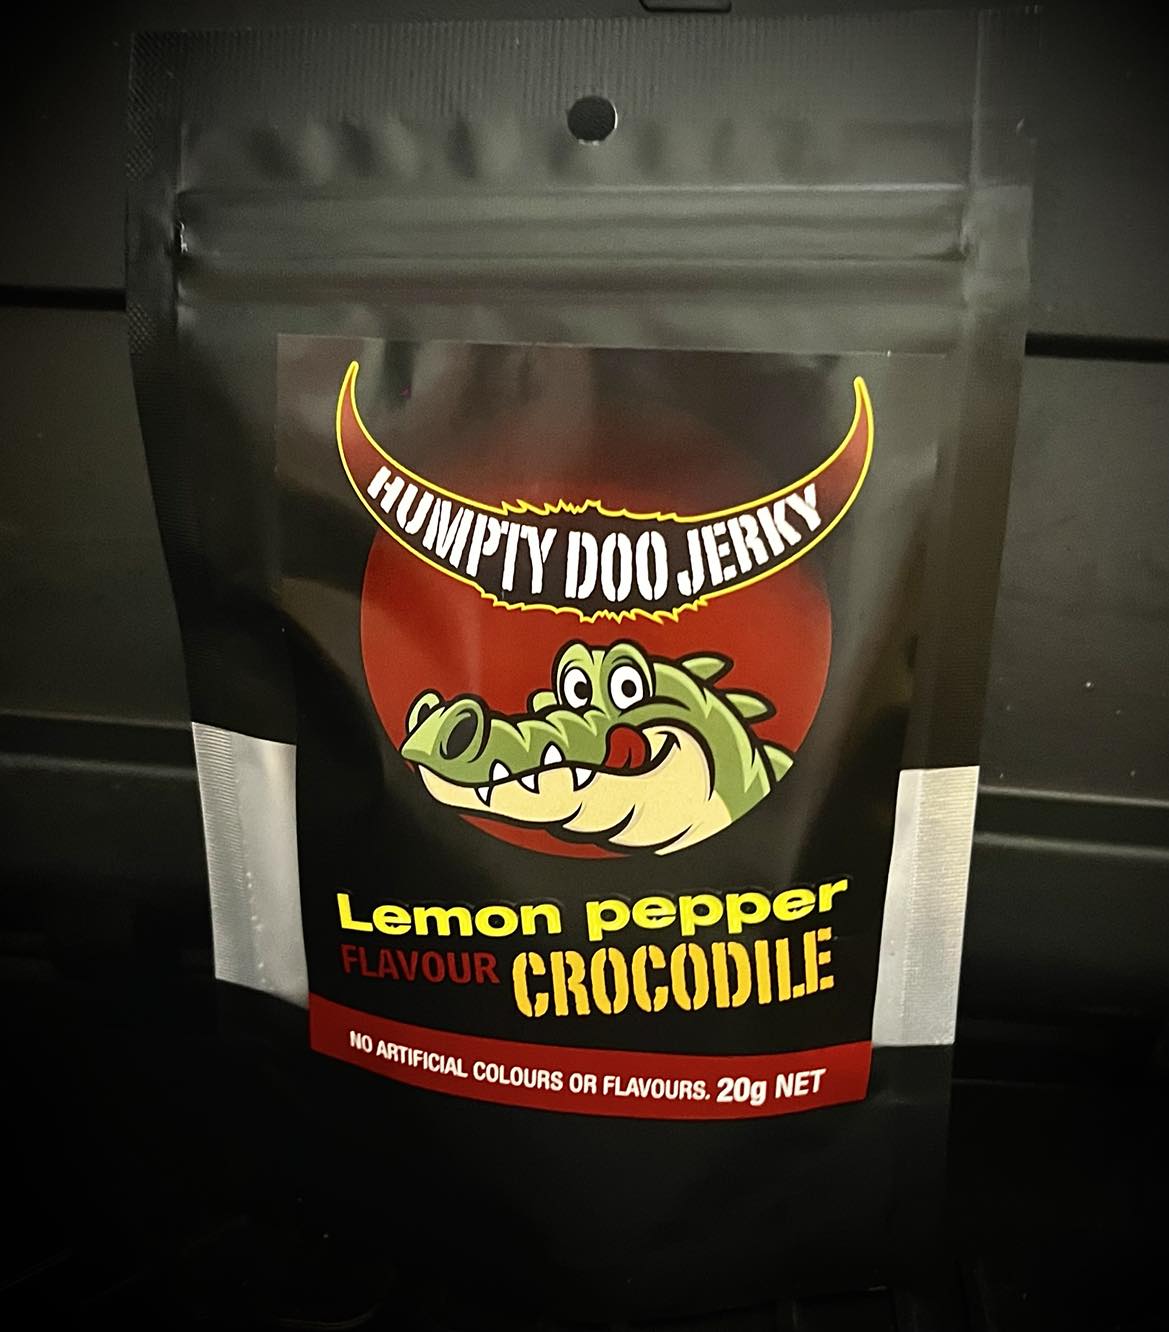 HUMPTY DOO JERKY
Lemon pepper
FLAVOUR CROCODILE
NO ARTIFICIAL COLOURS OR FLAVOURS. 20g NET